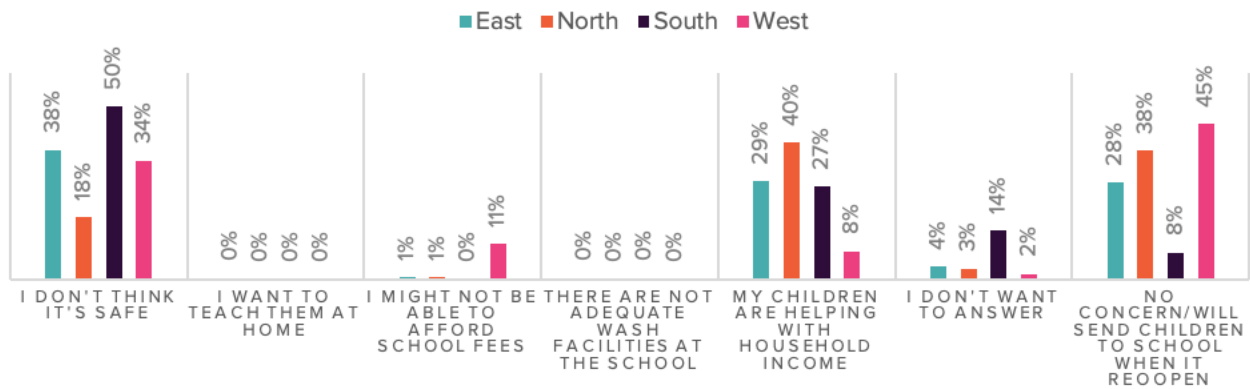 East North South West
38% 18% 50% 34%
0% 0% 0% 0%
1% 1% 0% 11%
0% 0% 0% 0%
29% 40% 27% 8%
4% 3% 14% 2%
28% 38% 8% 45%
I DON'T THINK
IT'S SAFE
I WANT TO
TEACH THEM AT
HOME
I MIGHT NOT BE
ABLE TO
AFFORD
SCHOOL FEES
THERE ARE NOT
ADEQUATE
WASH
FACILITIES AT
THE SCHOOL
MY CHILDREN
ARE HELPING
WITH
HOUSEHOLD
INCOME
I DON'T WANT
TO ANSWER
NO
CONCERN/WILL
SEND CHILDREN
TO SCHOOL
WHEN IT
REOOPEN